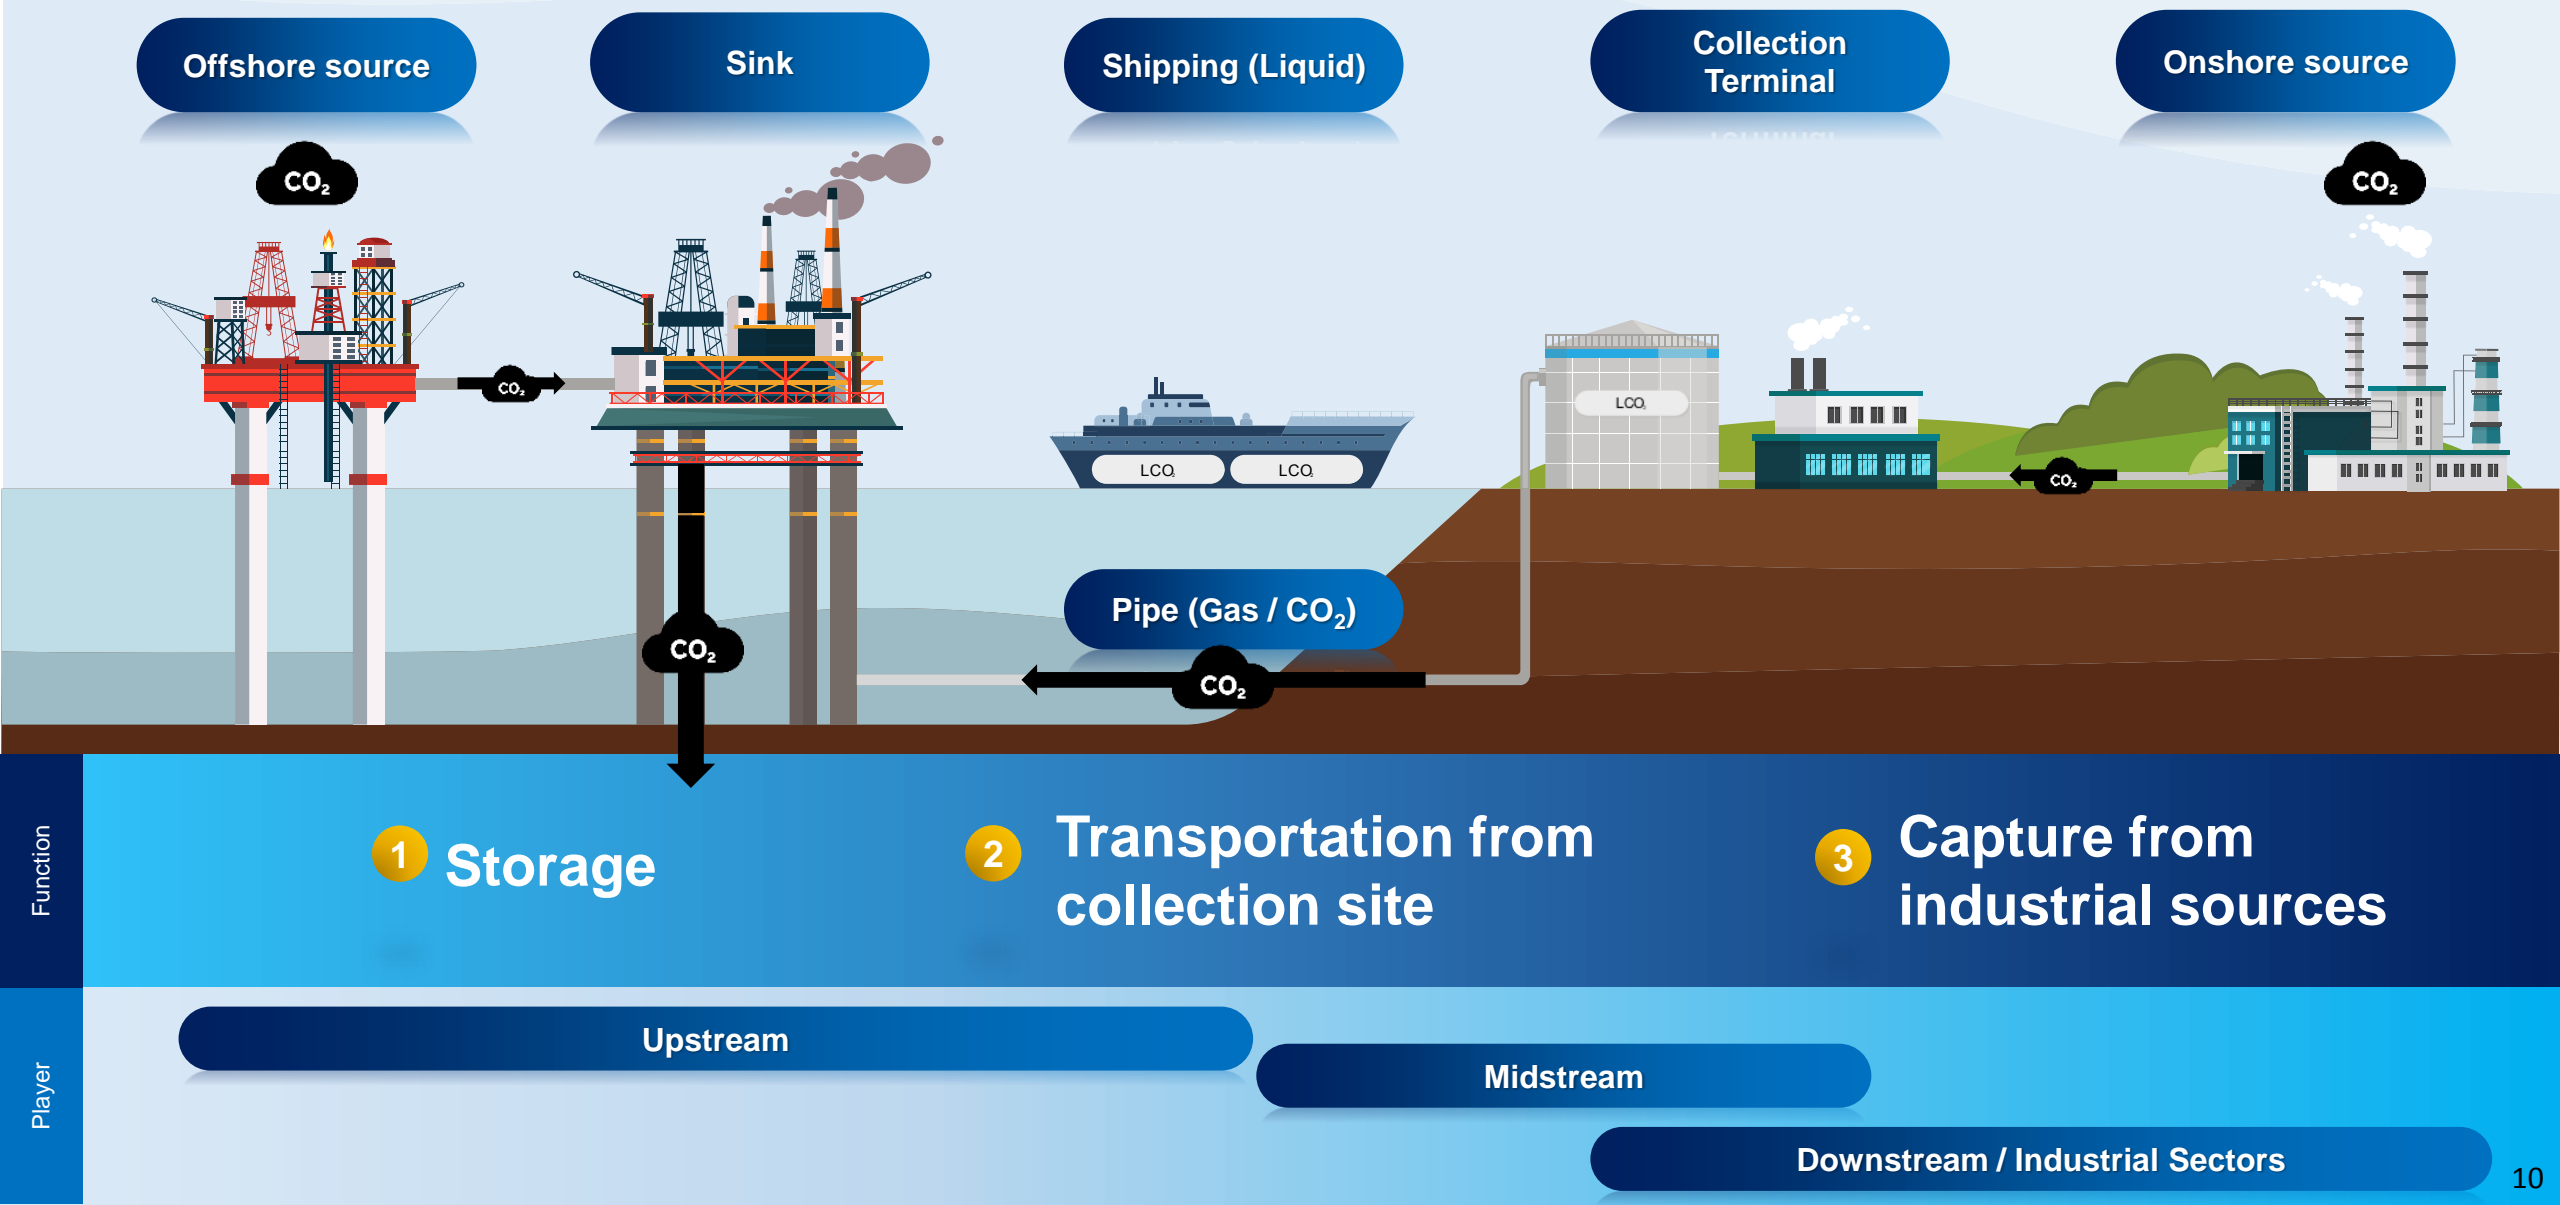 Offshore source
Sink
Shipping (Liquid)
Collection
Terminal
Onshore source
CO₂
CO₂
CO₂
LCO₂
LCO₂
LCO₂
CO₂
Pipe (Gas / CO₂)
CO₂
CO₂
Function
1 Storage
2 Transportation from
collection site
3 Capture from
industrial sources
Player
Upstream
Midstream
Downstream / Industrial Sectors
10